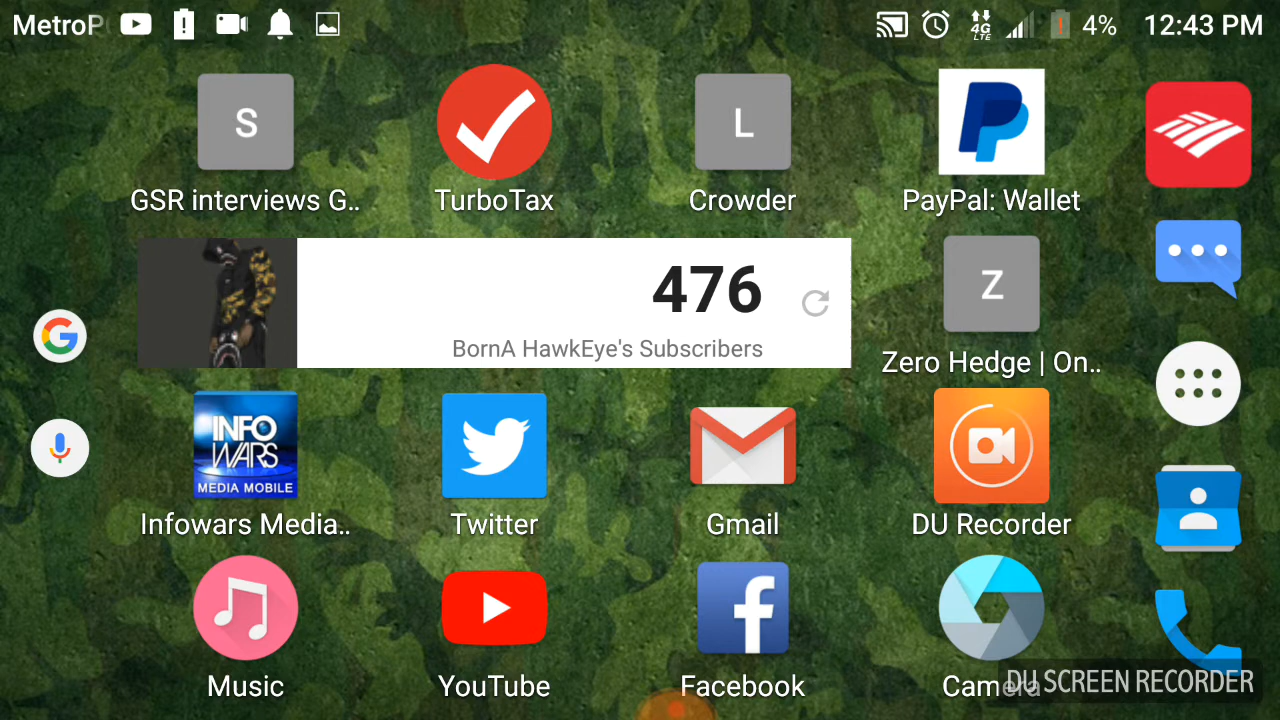 MetroP
4G
LTE
4%
12:43 PM
S
L
GSR interviews G..
TurboTax
Crowder
PayPal: Wallet
476
BornA HawkEye's Subscribers
Z
Zero Hedge | On..
G
INFO
WARS
MEDIA MOBILE
Infowars Media..
Twitter
Gmail
DU Recorder
f
Music
YouTube
Facebook
Camera
DU SCREEN RECORDER